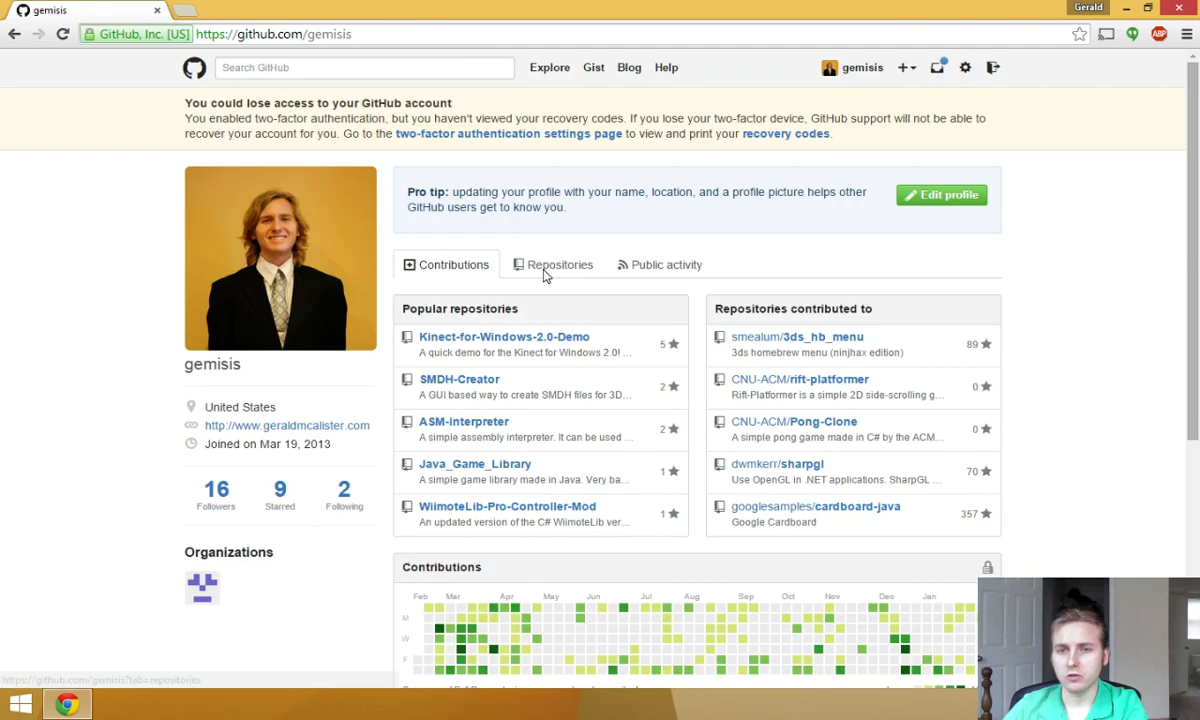 gemisis
Gerald
GitHub, Inc. [US] https://github.com/gemisis
ABP
Search GitHub
Explore Gist Blog Help
gemisis
You could lose access to your GitHub account
You enabled two-factor authentication, but you haven't viewed your recovery codes. If you lose your two-factor device, GitHub support will not be able to
recover your account for you. Go to the two-factor authentication settings page to view and print your recovery codes.
Pro tip: updating your profile with your name, location, and a profile picture helps other
GitHub users get to know you.
Edit profile
Contributions Repositories Public activity
Popular repositories
Kinect-for-Windows-2.0-Demo 5
A quick demo for the Kinect for Windows 2.0! ...
SMDH-Creator 2
A GUI based way to create SMDH files for 3D...
ASM-Interpreter 2
A simple assembly interpreter. It can be used ...
Java_Game_Library 1
A simple game library made in Java. Very ba...
WiimoteLib-Pro-Controller-Mod 1
An updated version of the C# WiimoteLib ver...
Repositories contributed to
smealum/3ds_hb_menu 89
3ds homebrew menu (ninjhax edition)
CNU-ACM/rift-platformer 0
Rift-Platformer is a simple 2D side-scrolling g...
CNU-ACM/Pong-Clone 0
A simple pong game made in C# by the ACM...
dwmkerr/sharpgl 70
Use OpenGL in .NET applications. SharpGL ...
googlesamples/cardboard-java 357
Google Cardboard
gemisis
United States
http://www.geraldmcalister.com
Joined on Mar 19, 2013
16 9 2
Followers Starred Following
Organizations
Contributions
Feb Mar Apr May Jun Jul Aug Sep Oct Nov Dec Jan
M
W
F
https://github.com/gemisis?tab=repositories